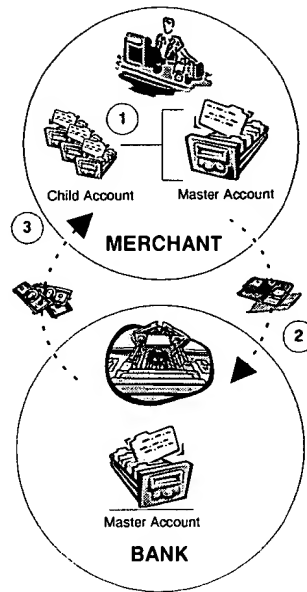 1
Child Account Master Account
3
MERCHANT
2
Master Account
BANK